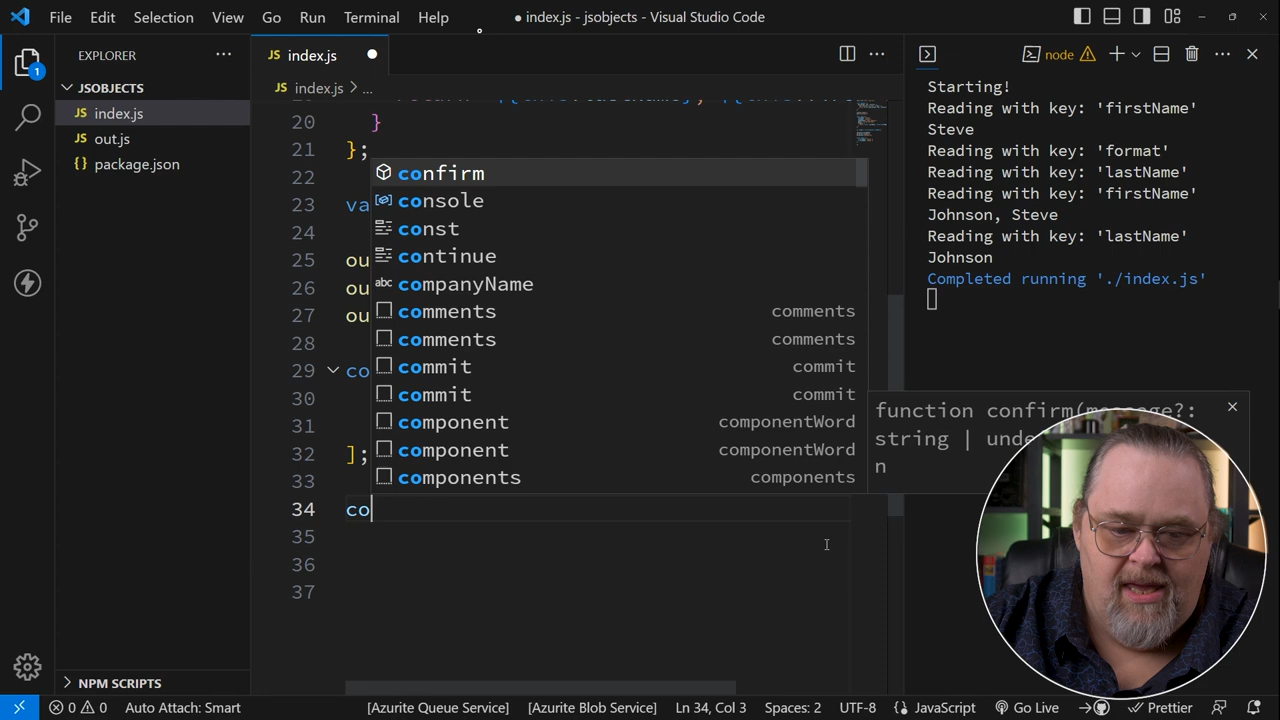 File Edit Selection View Go Run Terminal Help
● index.js - jsobjects - Visual Studio Code
EXPLORER
JSOBJECTS
JS index.js
JS out.js
{} package.json
NPM SCRIPTS
1
JS index.js
JS index.js > ...
20 }
21 };
22
23 va
24
25 ou
26 ou
27 ou
28
29 co
30
31
32 ];
33
34 co
35
36
37
confirm
console
const
continue
abc companyName
comments comments
comments comments
commit commit
commit commit
component componentWord
component componentWord
components components
function confirm(message?:
string |
n
node
Starting!
Reading with key: 'firstName'
Steve
Reading with key: 'format'
Reading with key: 'lastName'
Reading with key: 'firstName'
Johnson, Steve
Reading with key: 'lastName'
Johnson
Completed running './index.js'
0 0 Auto Attach: Smart [Azurite Queue Service] [Azurite Blob Service] Ln 34, Col 3 Spaces: 2 UTF-8 {} JavaScript Go Live Prettier